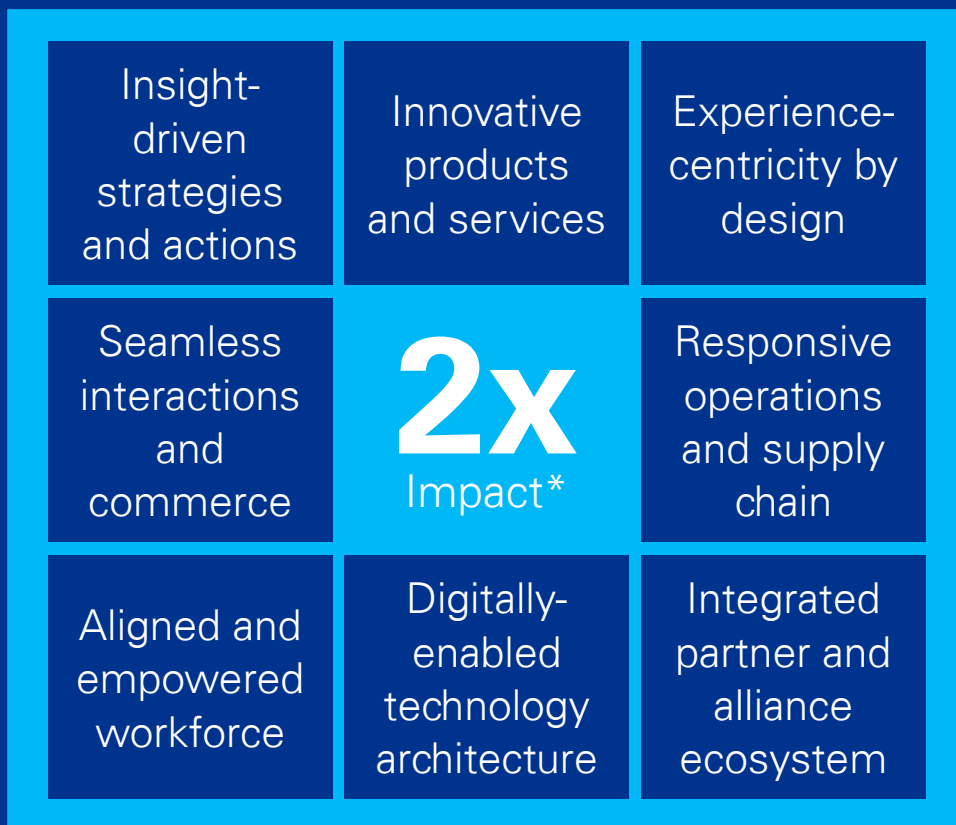 Insight-
driven
strategies
and actions
Innovative
products
and services
Experience-
centricity by
design
Seamless
interactions
and
commerce
2x
Impact*
Responsive
operations
and supply
chain
Aligned and
empowered
workforce
Digitally-
enabled
technology
architecture
Integrated
partner and
alliance
ecosystem